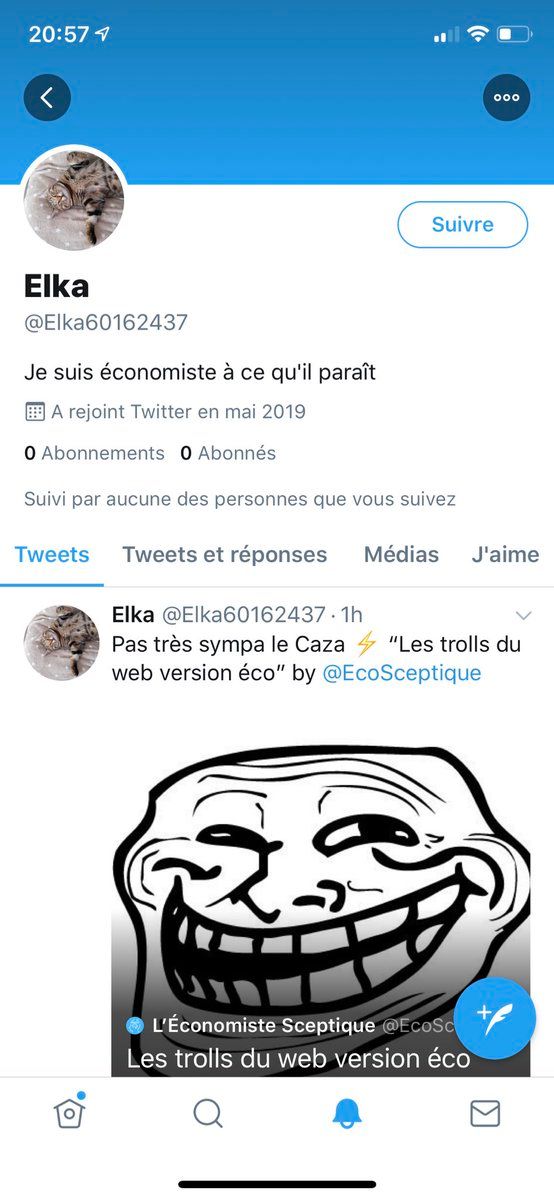 20:57
Suivre
Elka
@Elka60162437
Je suis économiste à ce qu'il paraît
A rejoint Twitter en mai 2019
0 Abonnements 0 Abonnés
Suivi par aucune des personnes que vous suivez
Tweets Tweets et réponses Médias J'aime
Elka @Elka60162437 · 1h
Pas très sympa le Caza ⚡ “Les trolls du
web version éco” by @EcoSceptique
L’Économiste Sceptique @EcoSc
Les trolls du web version éco